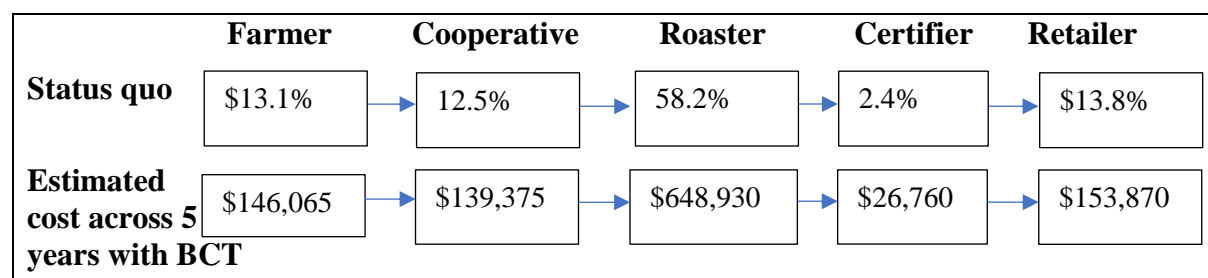 Farmer Cooperative Roaster Certifier Retailer
Status quo $13.1% 12.5% 58.2% 2.4% $13.8%
Estimated
cost across 5
years with BCT
$146,065 $139,375 $648,930 $26,760 $153,870